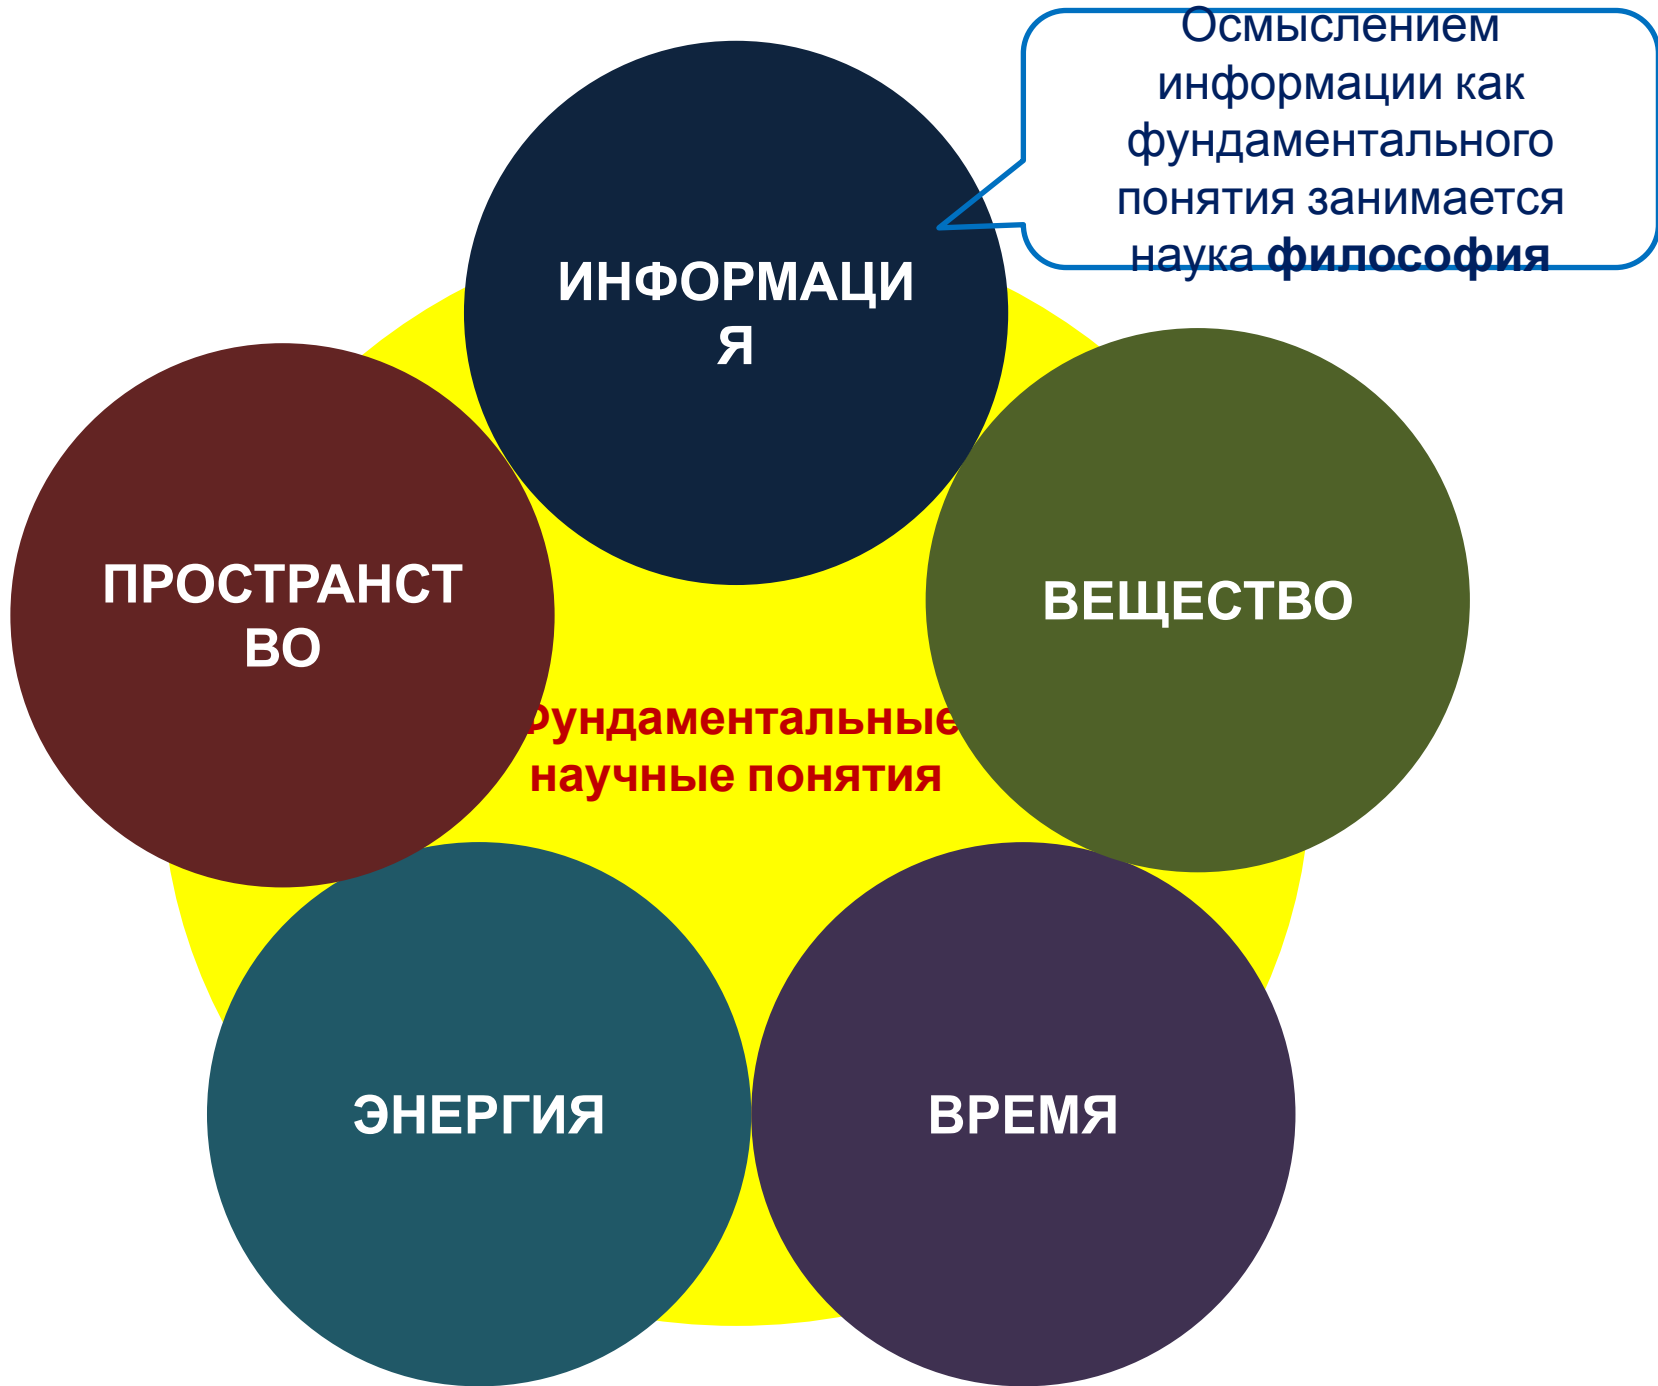 Осмыслением
информации как
фундаментального
понятия занимается
наука философия
ИНФОРМАЦИ
Я
ПРОСТРАНСТ
ВО
ВЕЩЕСТВО
Фундаментальные
научные понятия
ЭНЕРГИЯ
ВРЕМЯ